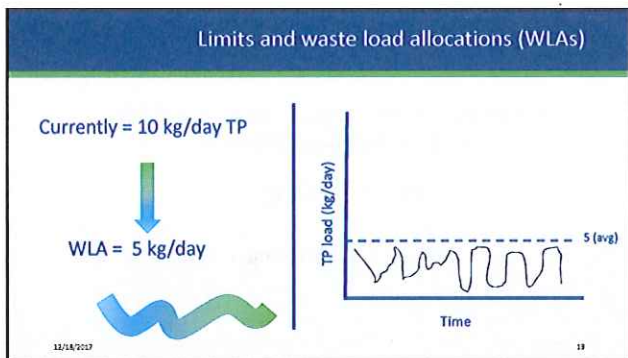 Limits and waste load allocations (WLAs)
Currently = 10 kg/day TP
WLA = 5 kg/day
TP load (kg/day)
5 (avg)
Time
12/18/2017
13